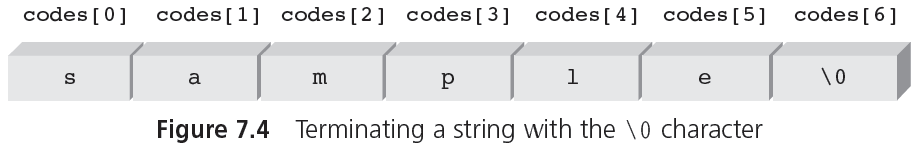 codes[0] codes[1] codes[2] codes[3] codes[4] codes[5] codes[6]
s a m p l e \0
Figure 7.4 Terminating a string with the \0 character